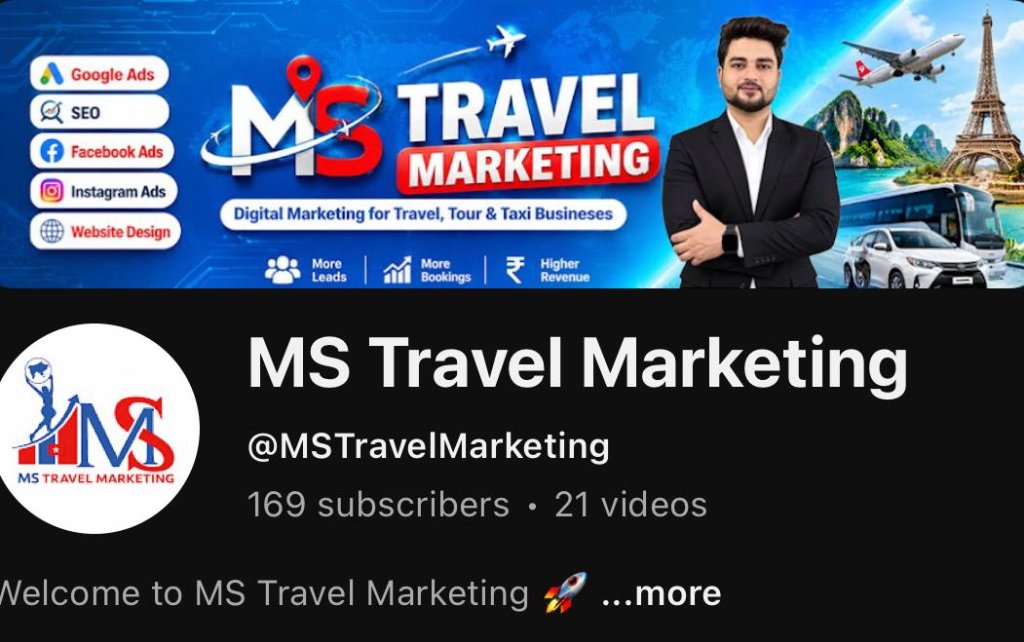 Google Ads
SEO
Facebook Ads
Instagram Ads
Website Design
MS TRAVEL
MARKETING
Digital Marketing for Travel, Tour & Taxi Busineses
More
Leads
More
Bookings
₹
Higher
Revenue
MS
MS TRAVEL MARKETING
MS Travel Marketing
@MSTravelMarketing
169 subscribers • 21 videos
Welcome to MS Travel Marketing 🚀 ...more